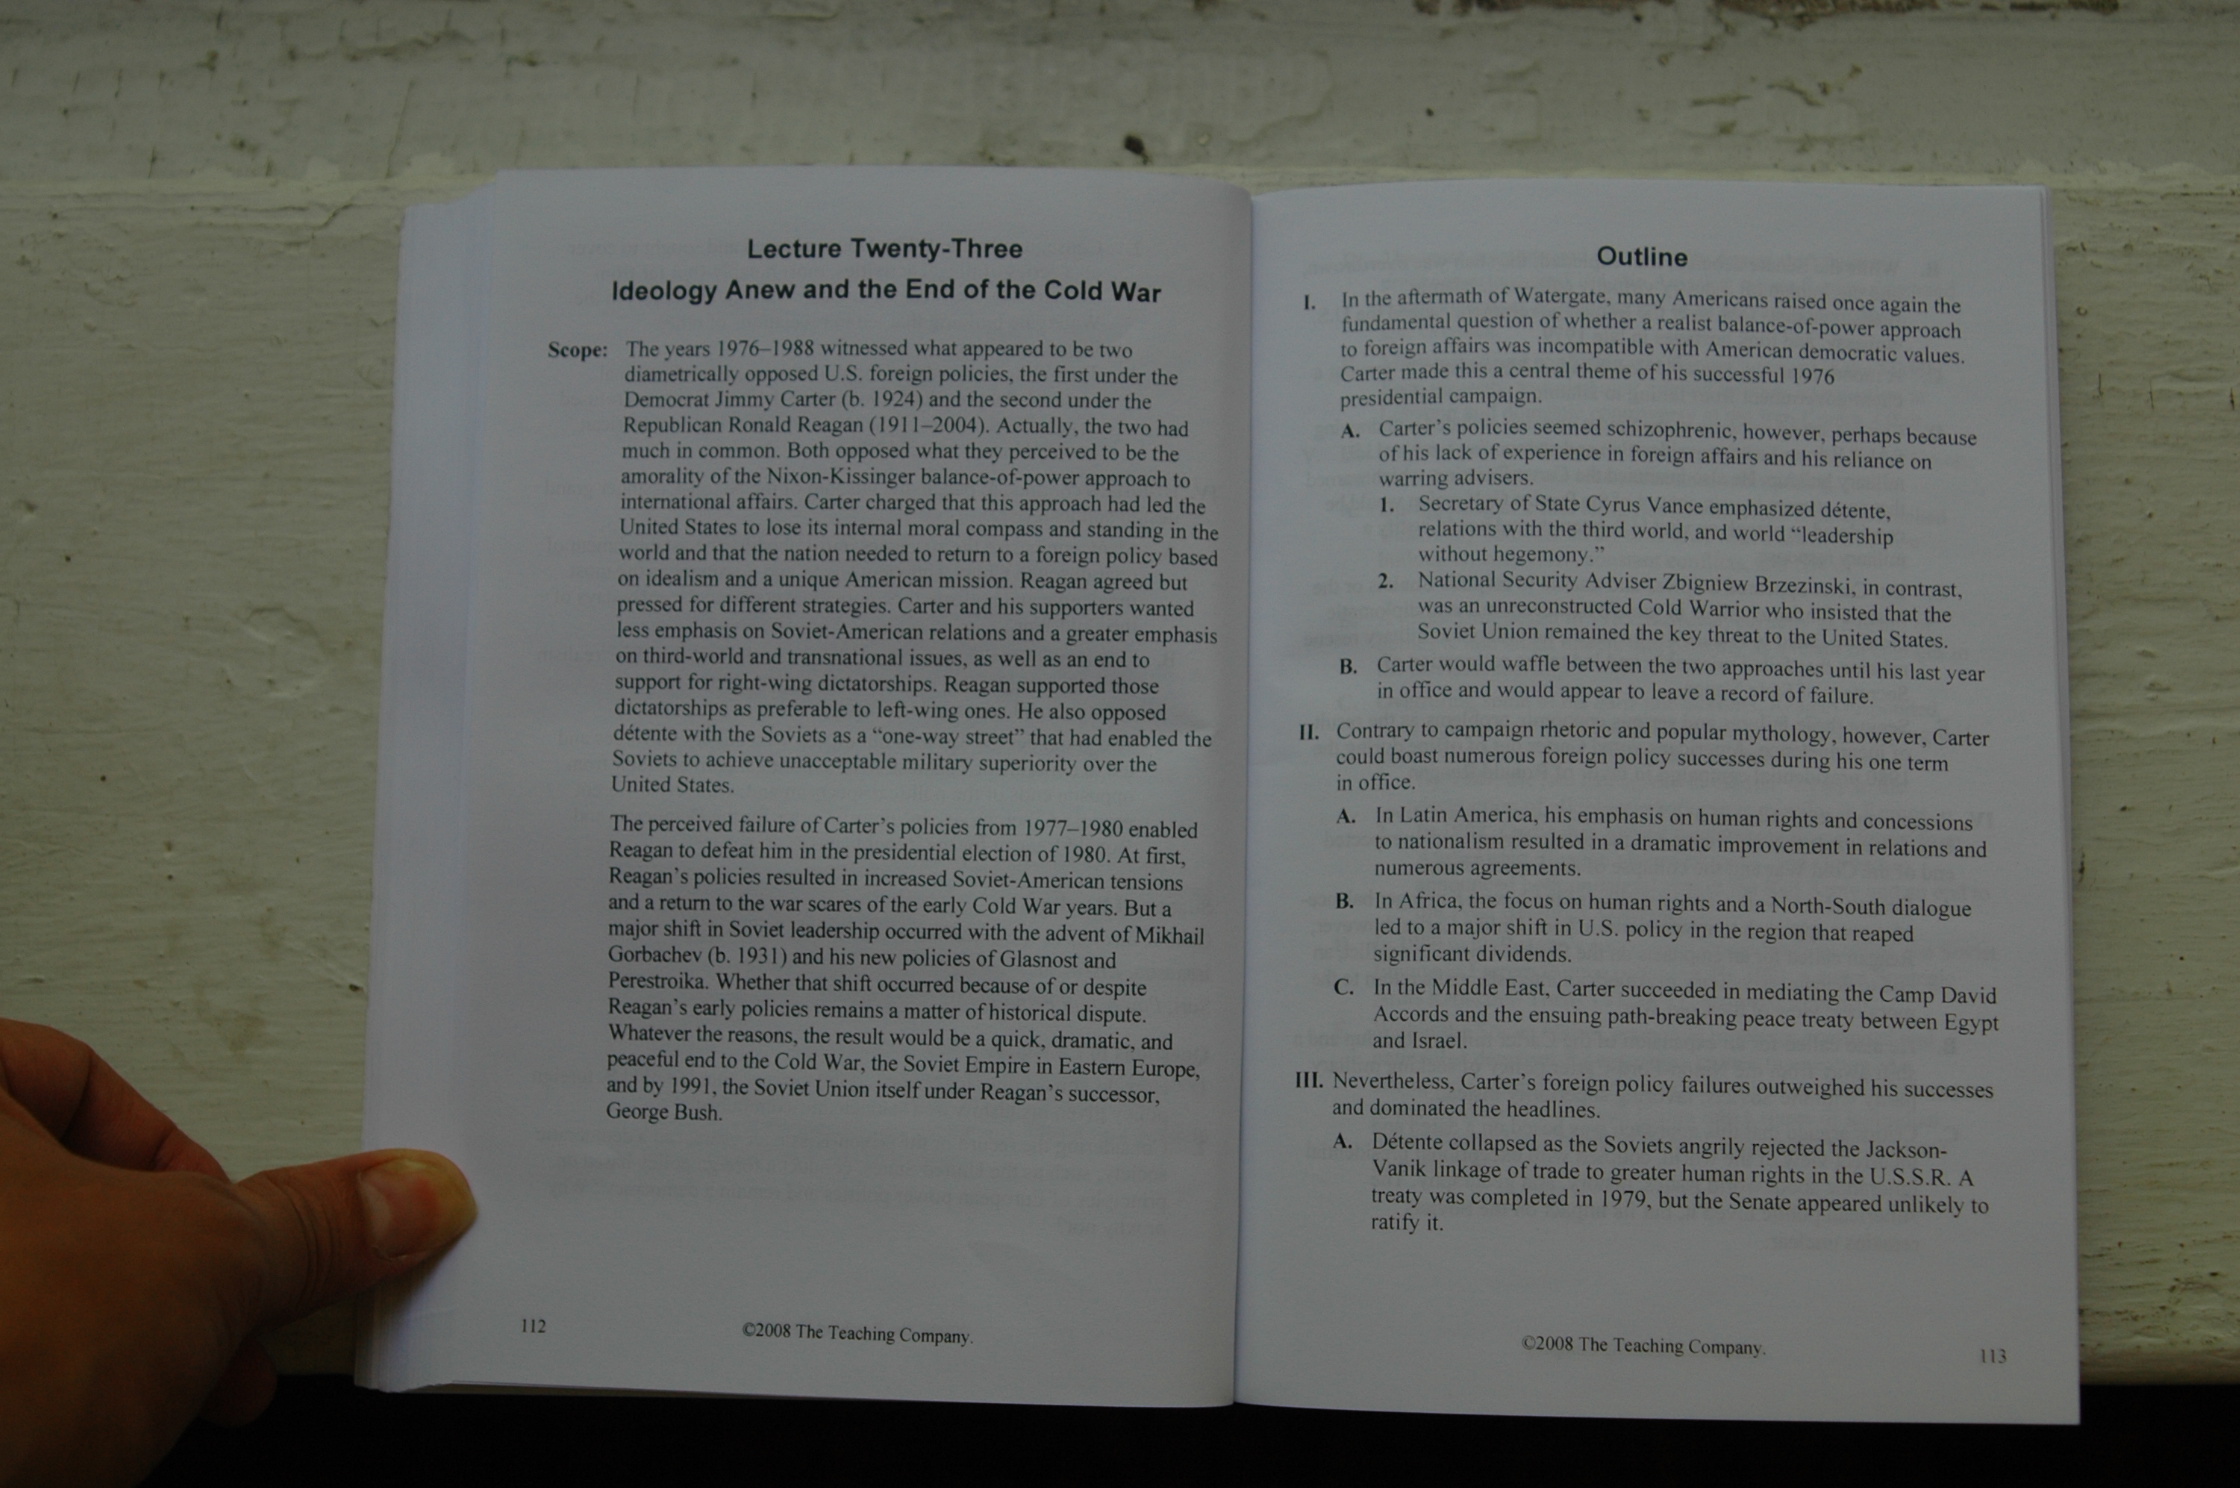 Lecture Twenty-Three
Ideology Anew and the End of the Cold War
Scope: The years 1976–1988 witnessed what appeared to be two
diametrically opposed U.S. foreign policies, the first under the
Democrat Jimmy Carter (b. 1924) and the second under the
Republican Ronald Reagan (1911–2004). Actually, the two had
much in common. Both opposed what they perceived to be the
amorality of the Nixon-Kissinger balance-of-power approach to
international affairs. Carter charged that this approach had led the
United States to lose its internal moral compass and standing in the
world and that the nation needed to return to a foreign policy based
on idealism and a unique American mission. Reagan agreed but
pressed for different strategies. Carter and his supporters wanted
less emphasis on Soviet-American relations and a greater emphasis
on third-world and transnational issues, as well as an end to
support for right-wing dictatorships. Reagan supported those
dictatorships as preferable to left-wing ones. He also opposed
détente with the Soviets as a “one-way street” that had enabled the
Soviets to achieve unacceptable military superiority over the
United States.
The perceived failure of Carter’s policies from 1977–1980 enabled
Reagan to defeat him in the presidential election of 1980. At first,
Reagan’s policies resulted in increased Soviet-American tensions
and a return to the war scares of the early Cold War years. But a
major shift in Soviet leadership occurred with the advent of Mikhail
Gorbachev (b. 1931) and his new policies of Glasnost and
Perestroika. Whether that shift occurred because of or despite
Reagan’s early policies remains a matter of historical dispute.
Whatever the reasons, the result would be a quick, dramatic, and
peaceful end to the Cold War, the Soviet Empire in Eastern Europe,
and by 1991, the Soviet Union itself under Reagan’s successor,
George Bush.
112
©2008 The Teaching Company.
Outline
I. In the aftermath of Watergate, many Americans raised once again the
fundamental question of whether a realist balance-of-power approach
to foreign affairs was incompatible with American democratic values.
Carter made this a central theme of his successful 1976
presidential campaign.
A. Carter’s policies seemed schizophrenic, however, perhaps because
of his lack of experience in foreign affairs and his reliance on
warring advisers.
1. Secretary of State Cyrus Vance emphasized détente,
relations with the third world, and world “leadership
without hegemony.”
2. National Security Adviser Zbigniew Brzezinski, in contrast,
was an unreconstructed Cold Warrior who insisted that the
Soviet Union remained the key threat to the United States.
B. Carter would waffle between the two approaches until his last year
in office and would appear to leave a record of failure.
II. Contrary to campaign rhetoric and popular mythology, however, Carter
could boast numerous foreign policy successes during his one term
in office.
A. In Latin America, his emphasis on human rights and concessions
to nationalism resulted in a dramatic improvement in relations and
numerous agreements.
B. In Africa, the focus on human rights and a North-South dialogue
led to a major shift in U.S. policy in the region that reaped
significant dividends.
C. In the Middle East, Carter succeeded in mediating the Camp David
Accords and the ensuing path-breaking peace treaty between Egypt
and Israel.
III. Nevertheless, Carter’s foreign policy failures outweighed his successes
and dominated the headlines.
A. Détente collapsed as the Soviets angrily rejected the Jackson-
Vanik linkage of trade to greater human rights in the U.S.S.R. A
treaty was completed in 1979, but the Senate appeared unlikely to
ratify it.
©2008 The Teaching Company.
113